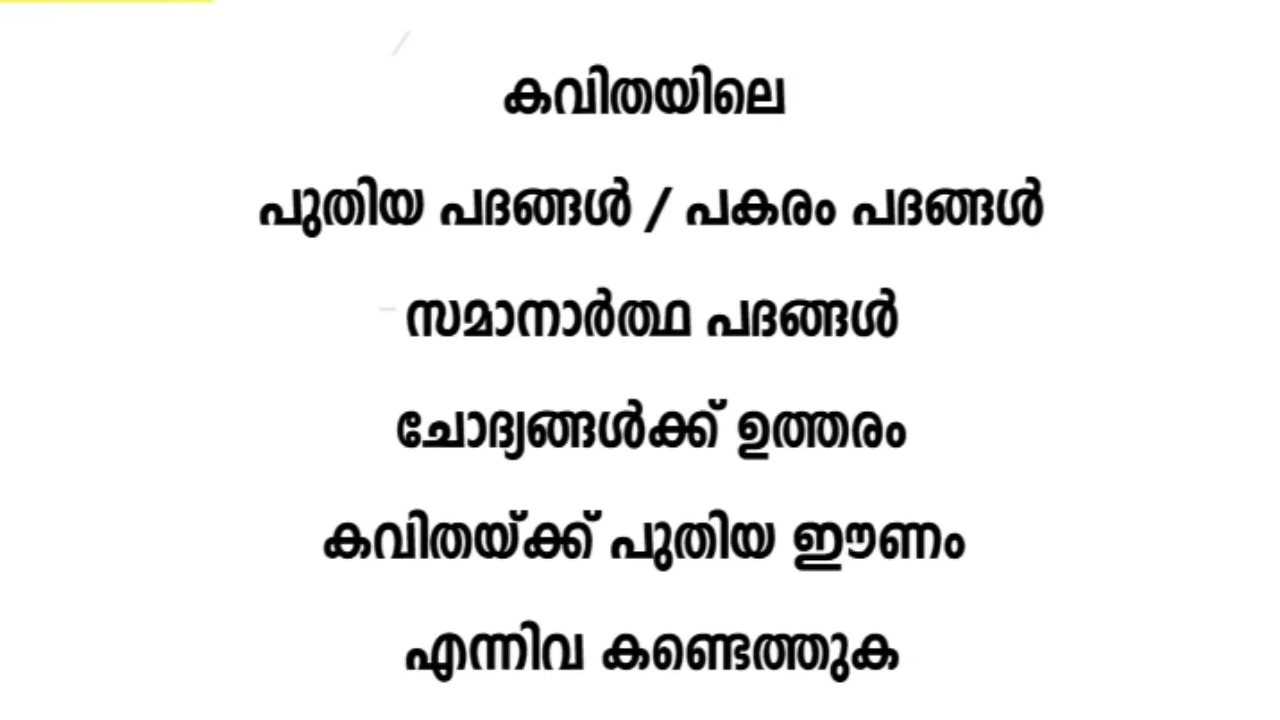 കവിതയിലെ
പുതിയ പദങ്ങൾ / പകരം പദങ്ങൾ
സമാനാർത്ഥ പദങ്ങൾ
ചോദ്യങ്ങൾക്ക് ഉത്തരം
കവിതയ്ക്ക് പുതിയ ഈണം
എന്നിവ കണ്ടെത്തുക